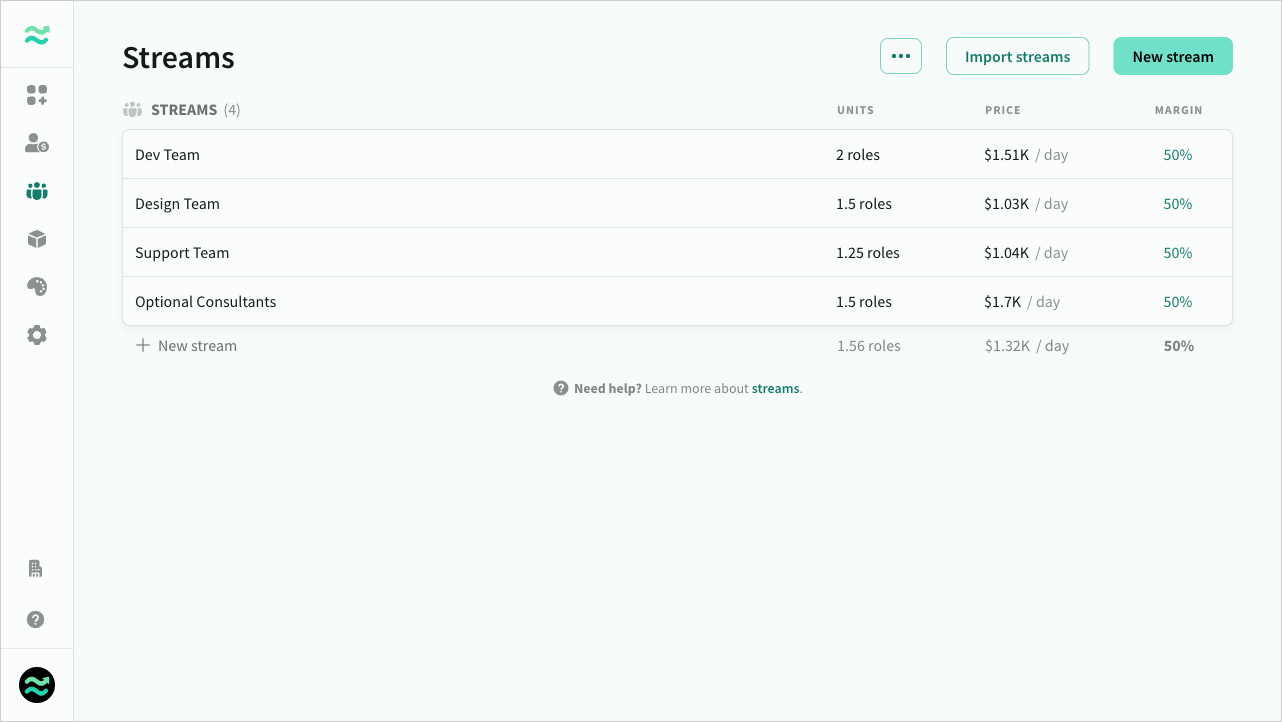 Streams
Import streams
New stream
STREAMS (4) UNITS PRICE MARGIN
Dev Team 2 roles $1.51K / day 50%
Design Team 1.5 roles $1.03K / day 50%
Support Team 1.25 roles $1.04K / day 50%
Optional Consultants 1.5 roles $1.7K / day 50%
New stream 1.56 roles $1.32K / day 50%
Need help? Learn more about streams.